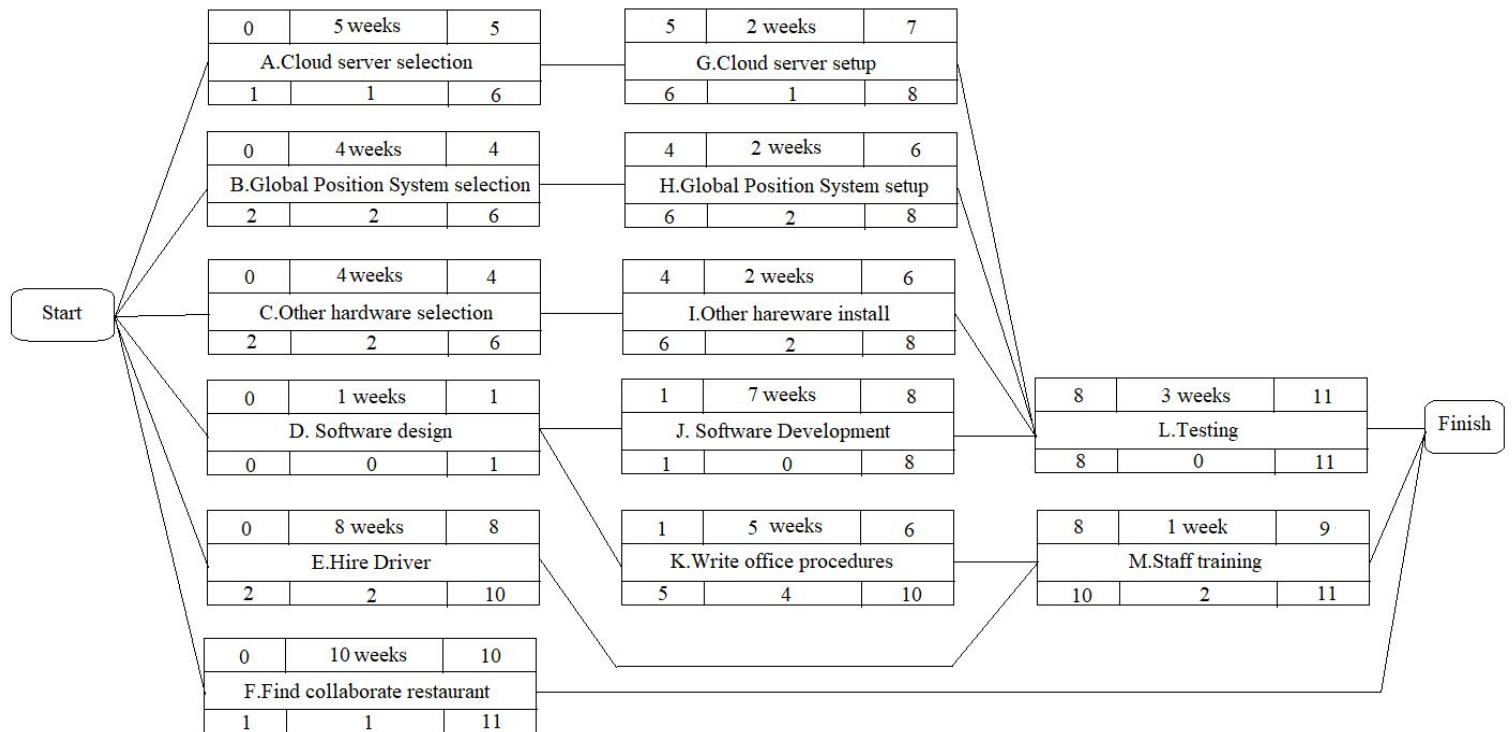 0 5 weeks 5
A.Cloud server selection
1 1 6
5 2 weeks 7
G.Cloud server setup
6 1 8
0 4 weeks 4
B.Global Position System selection
2 2 6
4 2 weeks 6
H.Global Position System setup
6 2 8
Start
0 4 weeks 4
C.Other hardware selection
2 2 6
4 2 weeks 6
I.Other hareware install
6 2 8
0 1 weeks 1
D. Software design
0 0 1
1 7 weeks 8
J. Software Development
1 0 8
8 3 weeks 11
L.Testing
8 0 11
Finish
0 8 weeks 8
E.Hire Driver
2 2 10
1 5 weeks 6
K.Write office procedures
5 4 10
8 1 week 9
M.Staff training
10 2 11
0 10 weeks 10
F.Find collaborate restaurant
1 1 11